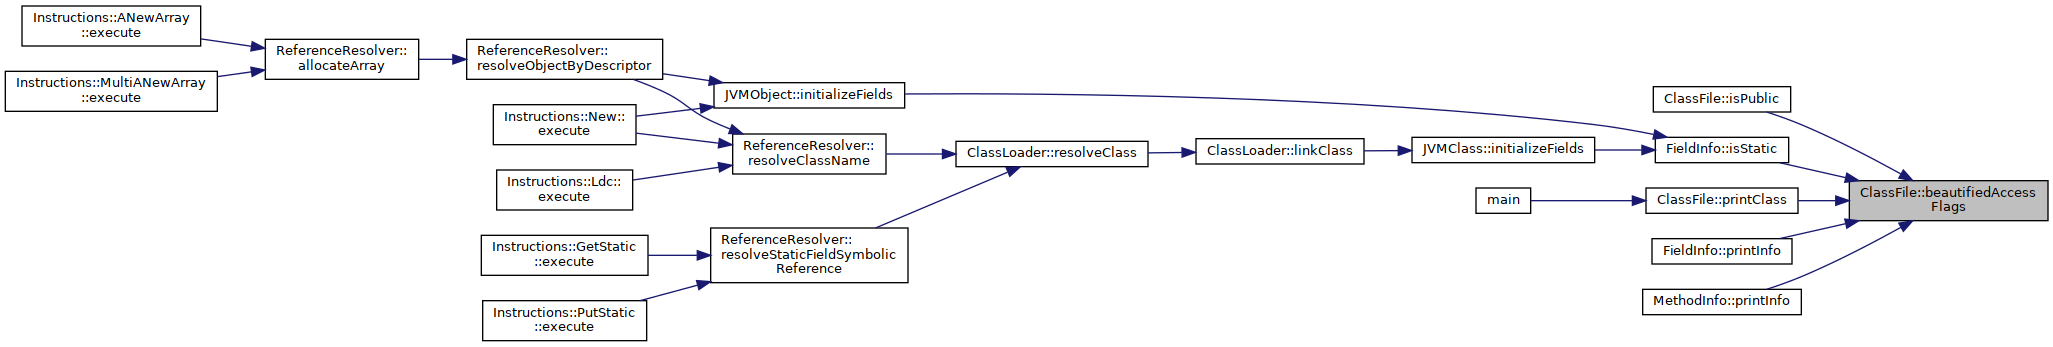 Instructions::ANewArray
::execute
Instructions::MultiANewArray
::execute
ReferenceResolver::
allocateArray
ReferenceResolver::
resolveObjectByDescriptor
Instructions::New::
execute
Instructions::Ldc::
execute
Instructions::GetStatic
::execute
Instructions::PutStatic
::execute
JVMObject::initializeFields
ReferenceResolver::
resolveClassName
ReferenceResolver::
resolveStaticFieldSymbolic
Reference
ClassLoader::resolveClass
ClassLoader::linkClass
JVMClass::initializeFields
main
ClassFile::isPublic
FieldInfo::isStatic
ClassFile::printClass
FieldInfo::printInfo
MethodInfo::printInfo
ClassFile::beautifiedAccess
Flags